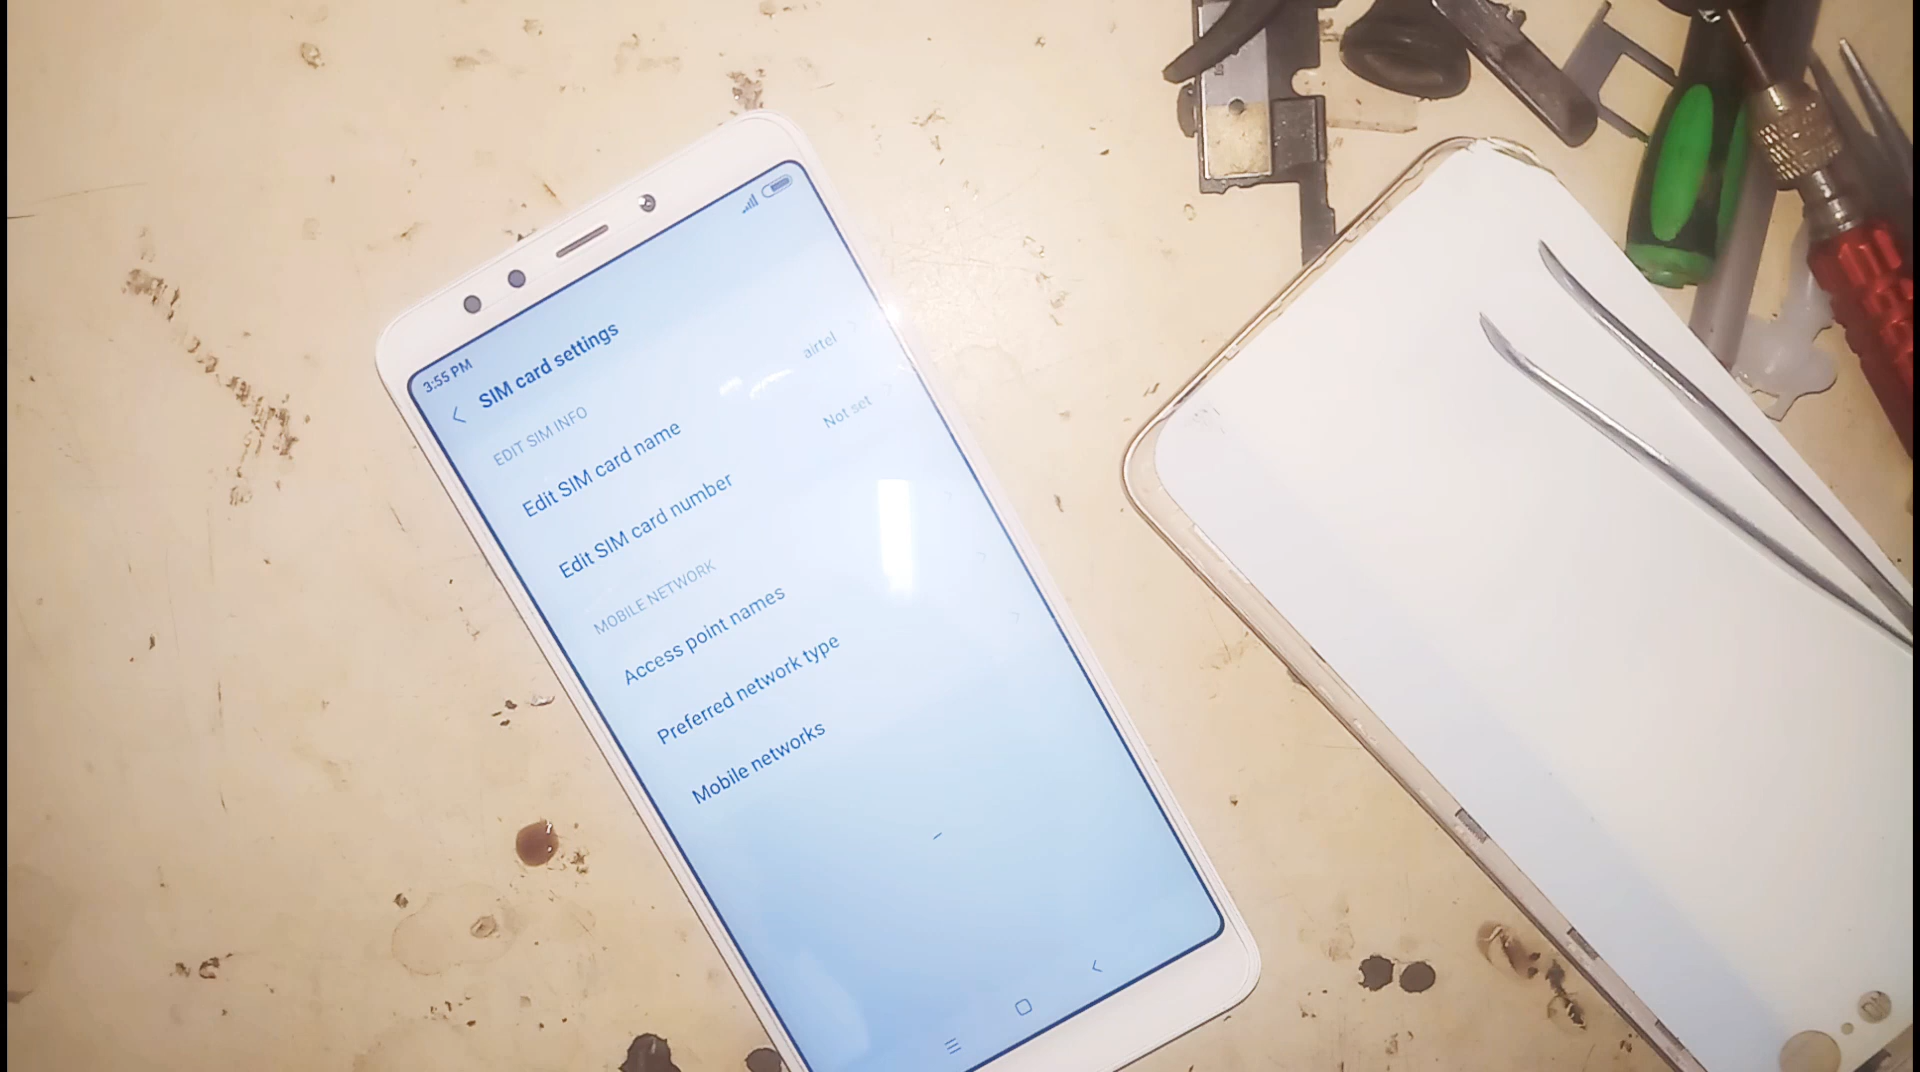 3:55 PM
SIM card settings
EDIT SIM INFO
Edit SIM card name
airtel
Edit SIM card number
Not set
MOBILE NETWORK
Access point names
Preferred network type
Mobile networks